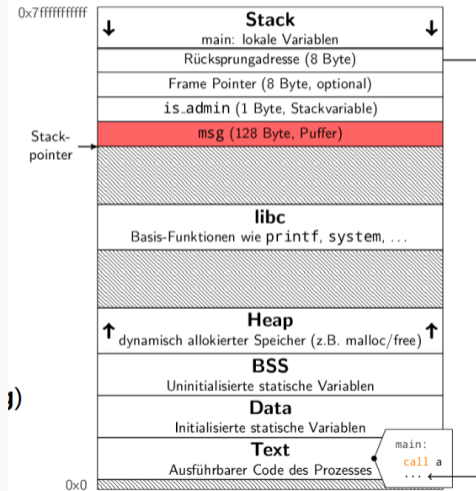 0x7fffffffffff
Stack
main: lokale Variablen
Rücksprungadresse (8 Byte)
Frame Pointer (8 Byte, optional)
is_admin (1 Byte, Stackvariable)
msg (128 Byte, Puffer)
Stack-
pointer
libc
Basis-Funktionen wie printf, system, ...
Heap
dynamisch allokierter Speicher (z.B. malloc/free)
BSS
Uninitialisierte statische Variablen
)
Data
Initialisierte statische Variablen
Text
Ausführbarer Code des Prozesses
0x0
main:
call a
...